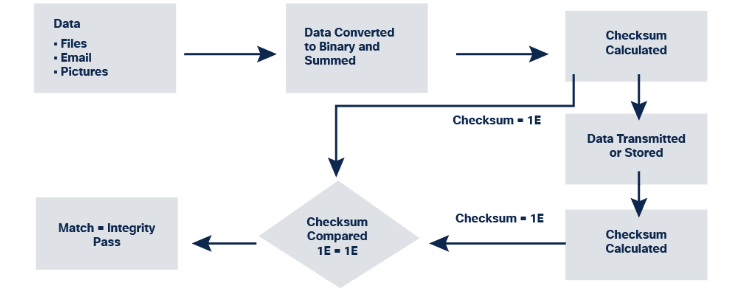 Data
• Files
• Email
• Pictures
Data Converted
to Binary and
Summed
Checksum
Calculated
Checksum = 1E
Data Transmitted
or Stored
Checksum
Calculated
Checksum = 1E
Checksum
Compared
1E = 1E
Match = Integrity
Pass